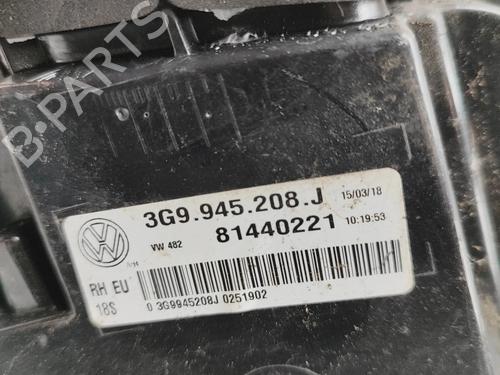 B-PARTS
3G9.945.208.J 15/03/18
VW 482 81440221 10:19:53
RH EU
18S 0 3G9945208J 0251902